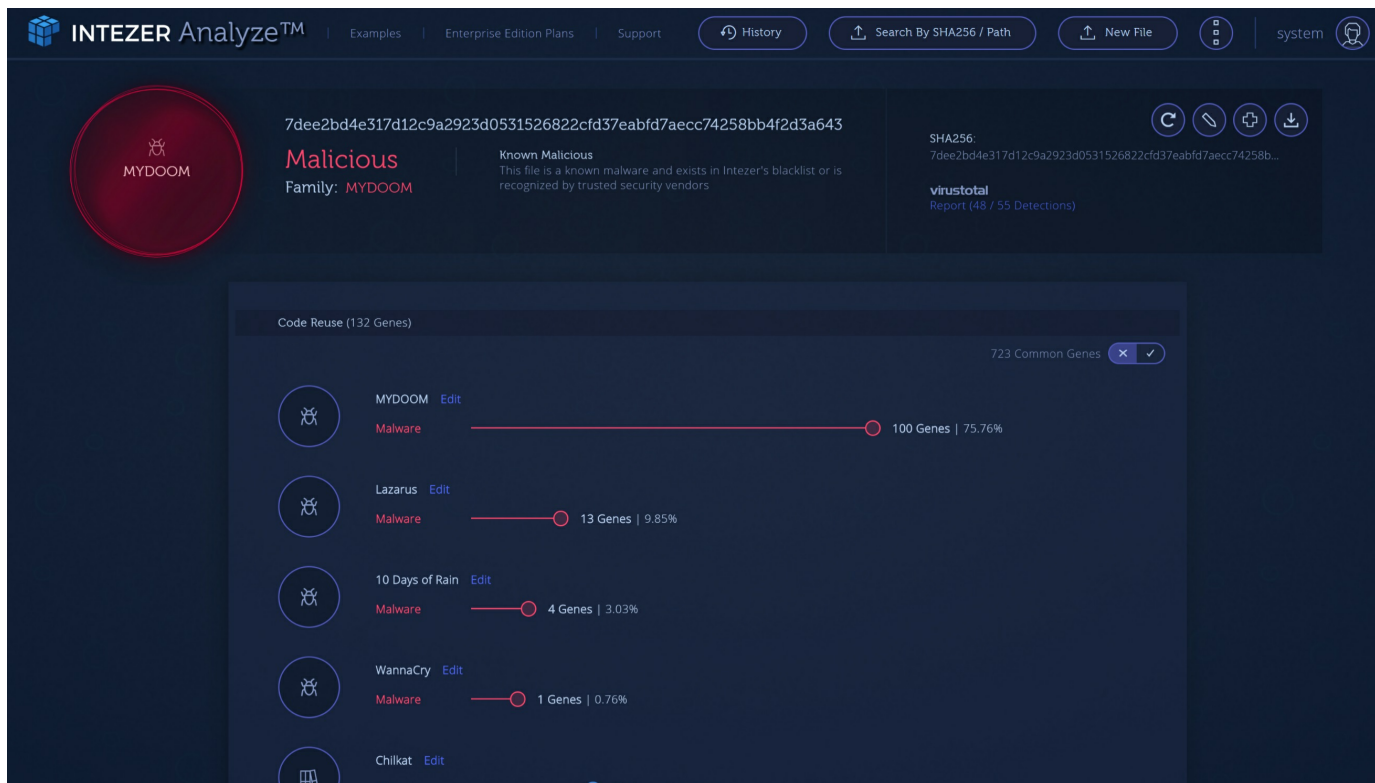 INTEZER Analyze™ | Examples | Enterprise Edition Plans | Support History Search By SHA256 / Path New File system
MYDOOM
7dee2bd4e317d12c9a2923d0531526822cfd37eabfd7aecc74258bb4f2d3a643
Malicious
Family: MYDOOM
Known Malicious
This file is a known malware and exists in Intezer's blacklist or is
recognized by trusted security vendors
SHA256:
7dee2bd4e317d12c9a2923d0531526822cfd37eabfd7aecc74258b...
virustotal
Report (48 / 55 Detections)
Code Reuse (132 Genes)
723 Common Genes
MYDOOM Edit
Malware 100 Genes | 75.76%
Lazarus Edit
Malware 13 Genes | 9.85%
10 Days of Rain Edit
Malware 4 Genes | 3.03%
WannaCry Edit
Malware 1 Genes | 0.76%
Chilkat Edit